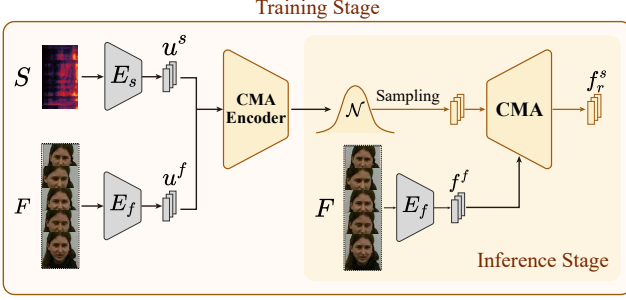 Training Stage
S
E_s
u^s
CMA
Encoder
𝒩
Sampling
CMA
f_r^s
F
E_f
u^f
F
E_f
f^f
Inference Stage